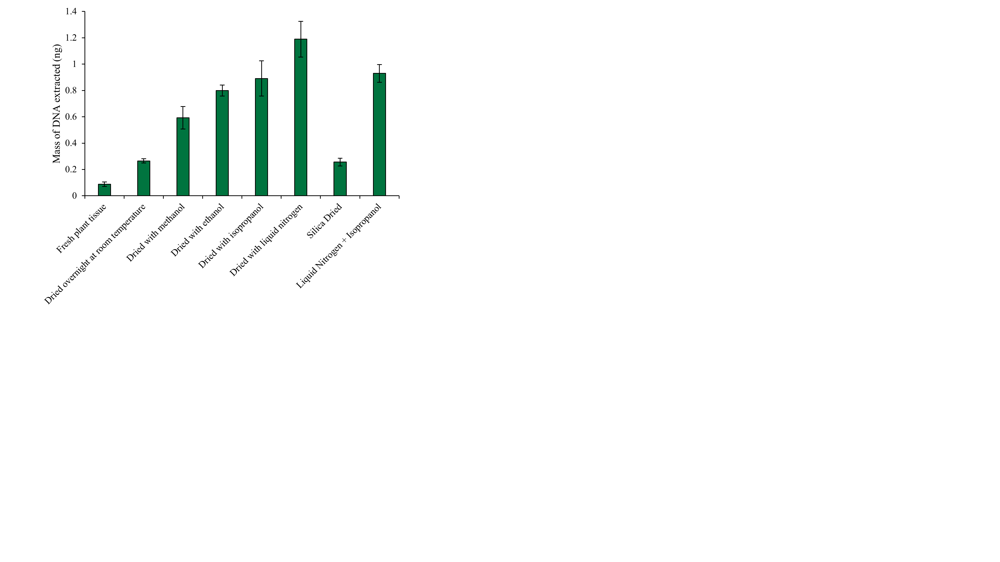 1.4
1.2
1
0.8
0.6
0.4
0.2
0
Mass of DNA extracted (ng)
Fresh plant tissue
Dried overnight at room temperature
Dried with methanol
Dried with ethanol
Dried with isopropanol
Dried with liquid nitrogen
Silica Dried
Liquid Nitrogen + Isopropanol